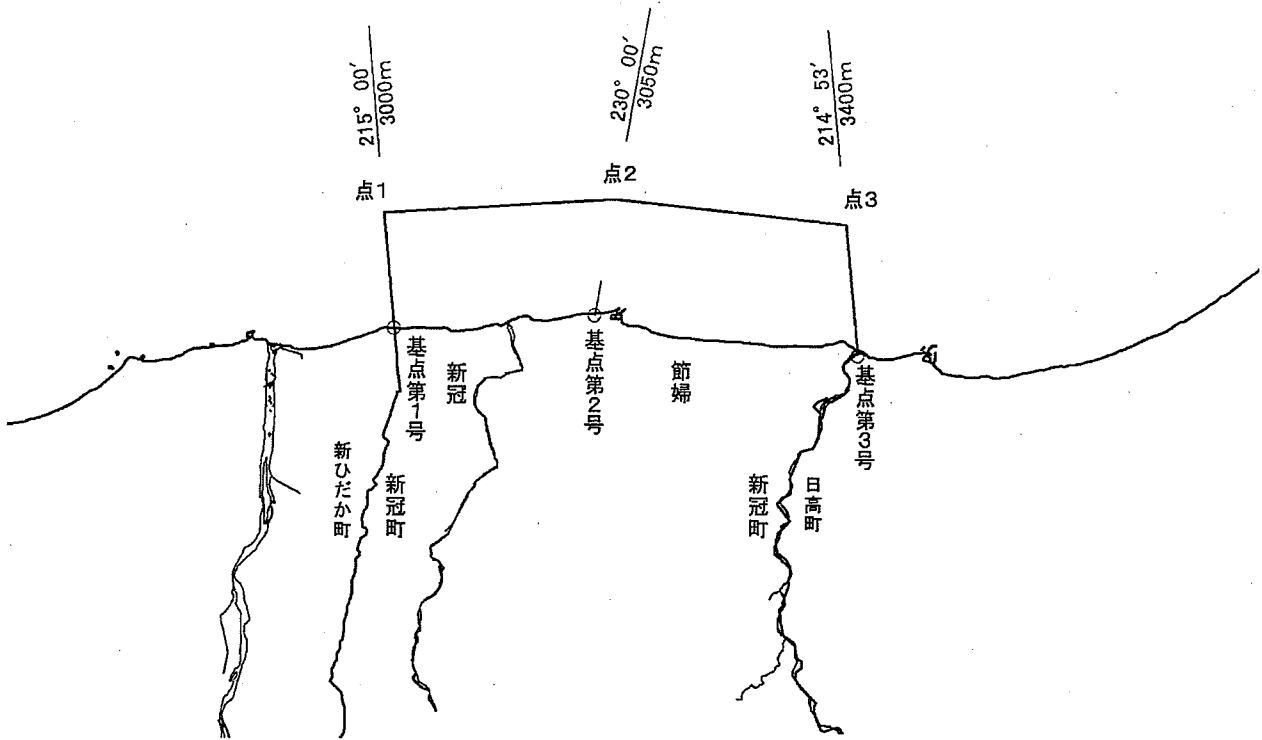 215° 00′
3000m
230° 00′
3050m
214° 53′
3400m
点1
点2
点3
基点第1号
新冠
基点第2号
節婦
基点第3号
新ひだか町
新冠町
新冠町
日高町